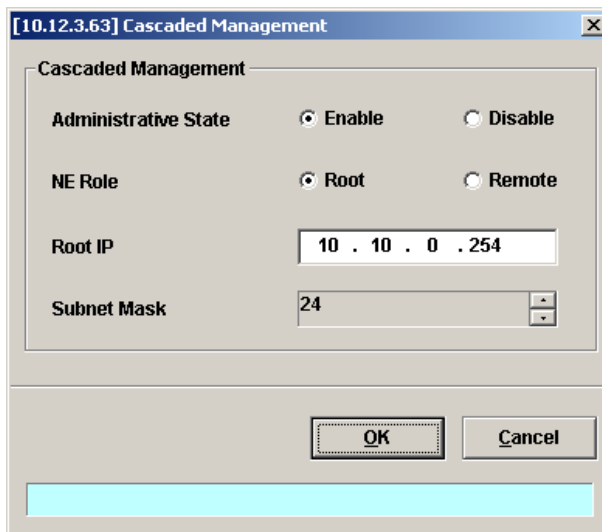 [10.12.3.63] Cascaded Management
Cascaded Management
Administrative State Enable Disable
NE Role Root Remote
Root IP 10 . 10 . 0 . 254
Subnet Mask 24
OK Cancel